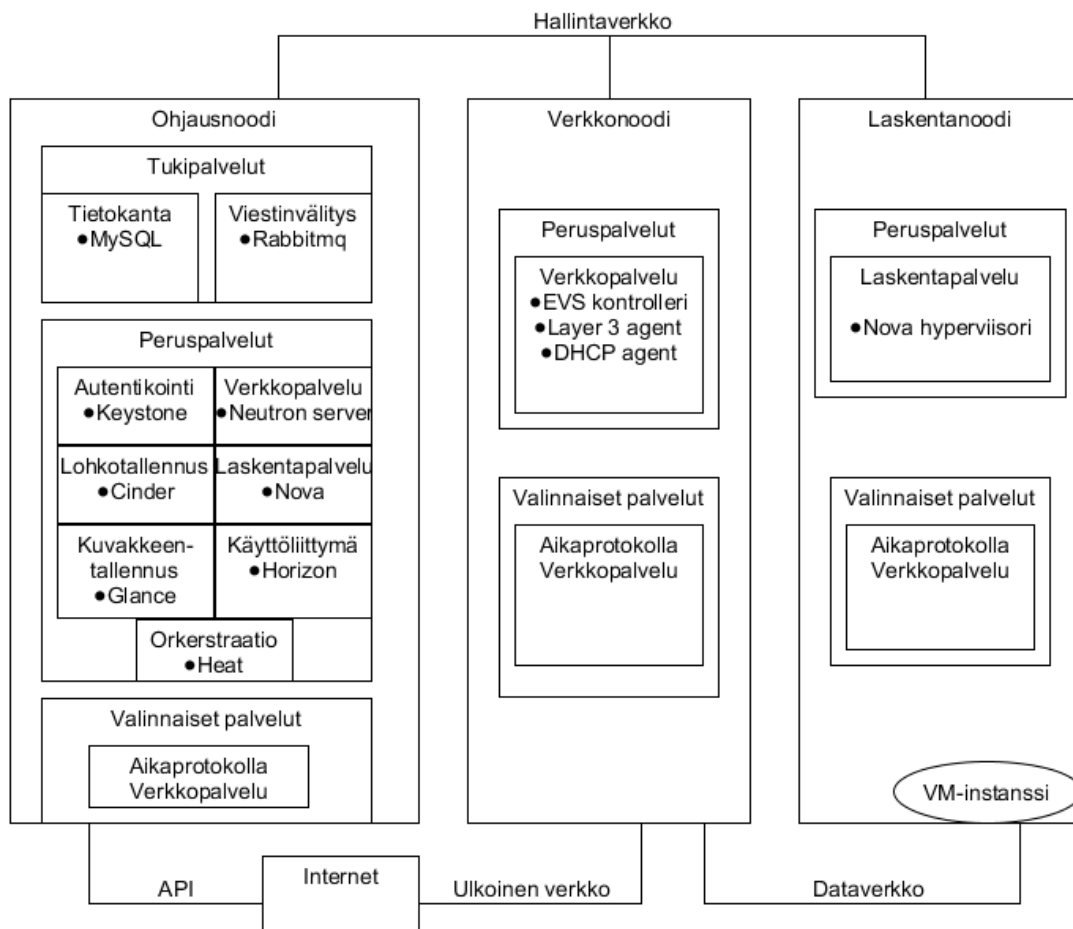 Hallintaverkko
Ohjausnoodi
Tukipalvelut
Tietokanta
●MySQL
Viestinvälitys
●Rabbitmq
Peruspalvelut
Autentikointi
●Keystone
Verkkopalvelu
●Neutron server
Lohkotallennus
●Cinder
Laskentapalvelu
●Nova
Kuvakkeen-
tallennus
●Glance
Käyttöliittymä
●Horizon
Orkerstraatio
●Heat
Valinnaiset palvelut
Aikaprotokolla
Verkkopalvelu
Verkkonoodi
Peruspalvelut
Verkkopalvelu
●EVS kontrolleri
●Layer 3 agent
●DHCP agent
Valinnaiset palvelut
Aikaprotokolla
Verkkopalvelu
Laskentanoodi
Peruspalvelut
Laskentapalvelu
●Nova hyperviisori
Valinnaiset palvelut
Aikaprotokolla
Verkkopalvelu
VM-instanssi
API
Internet
Ulkoinen verkko
Dataverkko